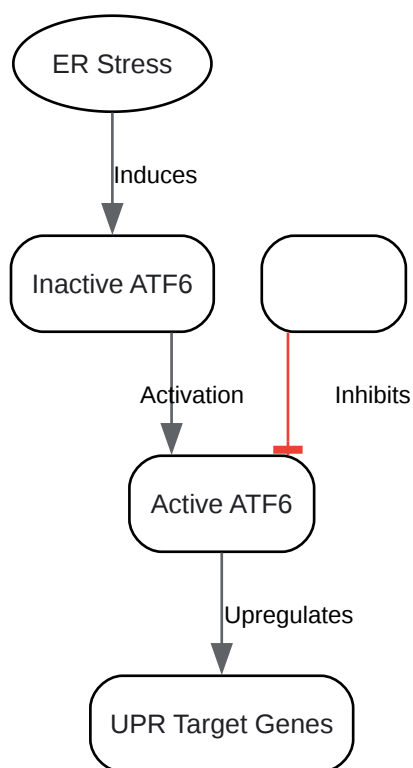 ER Stress
Induces
Inactive ATF6
Activation
Inhibits
Active ATF6
Upregulates
UPR Target Genes